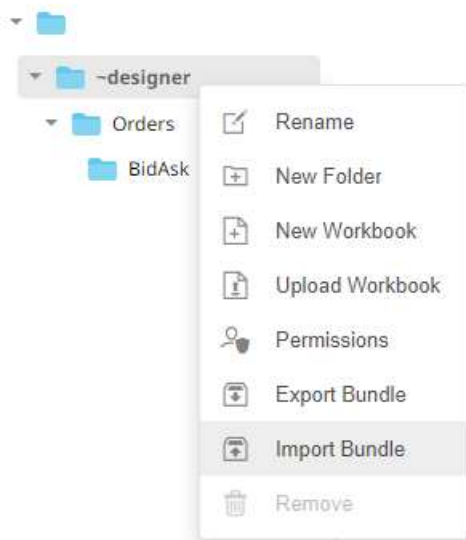 ~designer
Orders
BidAsk
Rename
New Folder
New Workbook
Upload Workbook
Permissions
Export Bundle
Import Bundle
Remove